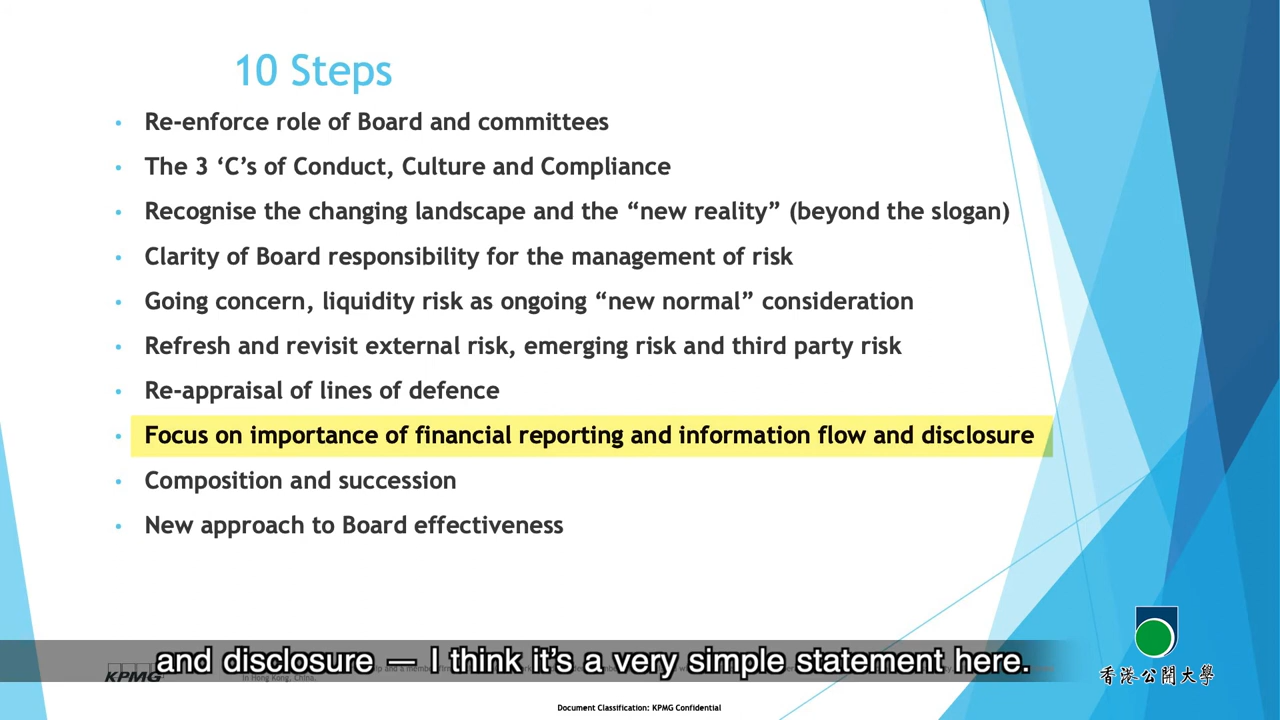 10 Steps
• Re-enforce role of Board and committees
• The 3 ‘C’s of Conduct, Culture and Compliance
• Recognise the changing landscape and the “new reality” (beyond the slogan)
• Clarity of Board responsibility for the management of risk
• Going concern, liquidity risk as ongoing “new normal” consideration
• Refresh and revisit external risk, emerging risk and third party risk
• Re-appraisal of lines of defence
• Focus on importance of financial reporting and information flow and disclosure
• Composition and succession
• New approach to Board effectiveness
and disclosure — I think it’s a very simple statement here.
KPMG
in Hong Kong, China.
香港公開大學
Document Classification: KPMG Confidential